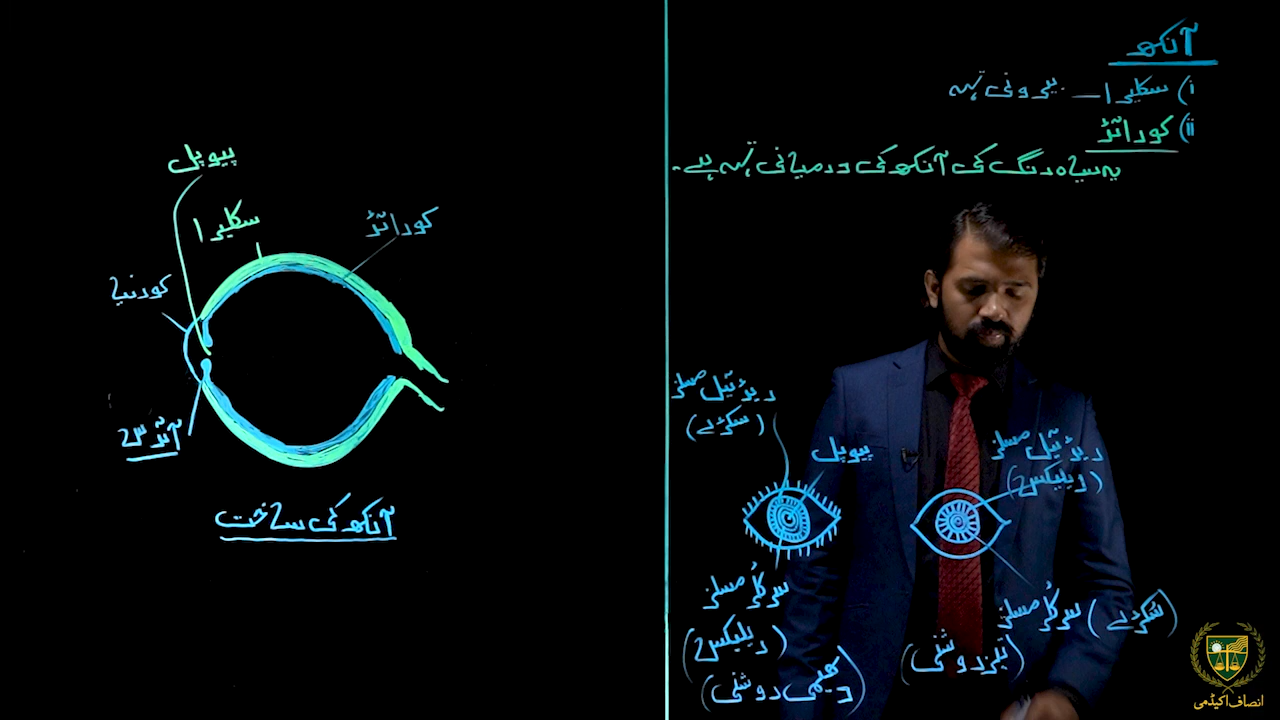 آنکھ
i) سکلیرا — بیرونی تہہ
ii) کورائڈ
یہ سیاہ رنگ کی آنکھ کی درمیانی تہہ ہے۔
پیوپل
سکلیرا
کورائڈ
کورنیا
آئرس
آنکھ کی ساخت
ریڈیئل مسلز
(سکڑے)
پیوپل
سرکلر مسلز
(ریلیکس)
(دھیمی روشنی)
ریڈیئل مسلز
(ریلیکس)
سرکلر مسلز (سُکڑے)
(تیز روشنی)
انصاف اکیڈمی